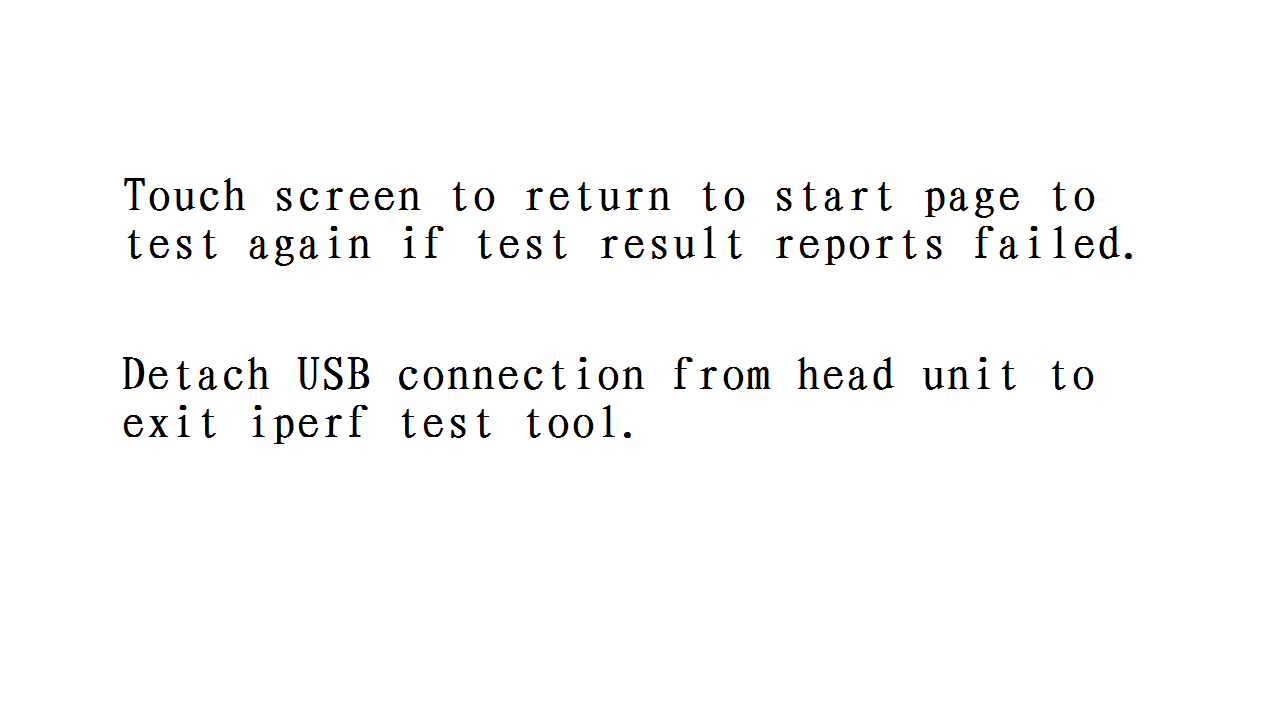 Touch screen to return to start page to
test again if test result reports failed.
Detach USB connection from head unit to
exit iperf test tool.